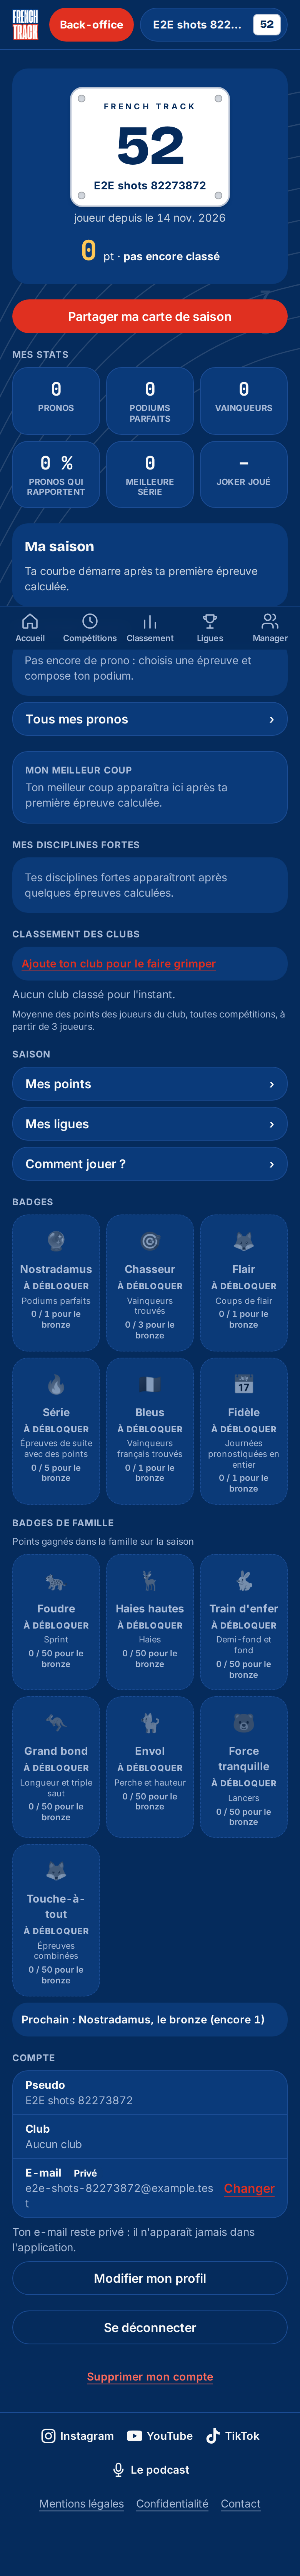 FRENCH
TRACK
Back-office
E2E shots 822...
52
FRENCH TRACK
52
E2E shots 82273872
joueur depuis le 14 nov. 2026
0 pt · pas encore classé
Partager ma carte de saison
MES STATS
0
PRONOS
0
PODIUMS
PARFAITS
0
VAINQUEURS
0 %
PRONOS QUI
RAPPORTENT
0
MEILLEURE
SÉRIE
–
JOKER JOUÉ
Ma saison
Ta courbe démarre après ta première épreuve
calculée.
Accueil
Compétitions
Classement
Ligues
Manager
Pas encore de prono : choisis une épreuve et
compose ton podium.
Tous mes pronos ›
MON MEILLEUR COUP
Ton meilleur coup apparaîtra ici après ta
première épreuve calculée.
MES DISCIPLINES FORTES
Tes disciplines fortes apparaîtront après
quelques épreuves calculées.
CLASSEMENT DES CLUBS
Ajoute ton club pour le faire grimper
Aucun club classé pour l'instant.
Moyenne des points des joueurs du club, toutes compétitions, à
partir de 3 joueurs.
SAISON
Mes points ›
Mes ligues ›
Comment jouer ? ›
BADGES
Nostradamus
À DÉBLOQUER
Podiums parfaits
0 / 1 pour le
bronze
Chasseur
À DÉBLOQUER
Vainqueurs
trouvés
0 / 3 pour le
bronze
Flair
À DÉBLOQUER
Coups de flair
0 / 1 pour le
bronze
Série
À DÉBLOQUER
Épreuves de suite
avec des points
0 / 5 pour le
bronze
Bleus
À DÉBLOQUER
Vainqueurs
français trouvés
0 / 1 pour le
bronze
Fidèle
À DÉBLOQUER
Journées
pronostiquées en
entier
0 / 1 pour le
bronze
BADGES DE FAMILLE
Points gagnés dans la famille sur la saison
Foudre
À DÉBLOQUER
Sprint
0 / 50 pour le
bronze
Haies hautes
À DÉBLOQUER
Haies
0 / 50 pour le
bronze
Train d'enfer
À DÉBLOQUER
Demi-fond et
fond
0 / 50 pour le
bronze
Grand bond
À DÉBLOQUER
Longueur et triple
saut
0 / 50 pour le
bronze
Envol
À DÉBLOQUER
Perche et hauteur
0 / 50 pour le
bronze
Force
tranquille
À DÉBLOQUER
Lancers
0 / 50 pour le
bronze
Touche-à-
tout
À DÉBLOQUER
Épreuves
combinées
0 / 50 pour le
bronze
Prochain : Nostradamus, le bronze (encore 1)
COMPTE
Pseudo
E2E shots 82273872
Club
Aucun club
E-mail Privé
e2e-shots-82273872@example.tes
t
Changer
Ton e-mail reste privé : il n'apparaît jamais dans
l'application.
Modifier mon profil
Se déconnecter
Supprimer mon compte
Instagram
YouTube
TikTok
Le podcast
Mentions légales
Confidentialité
Contact